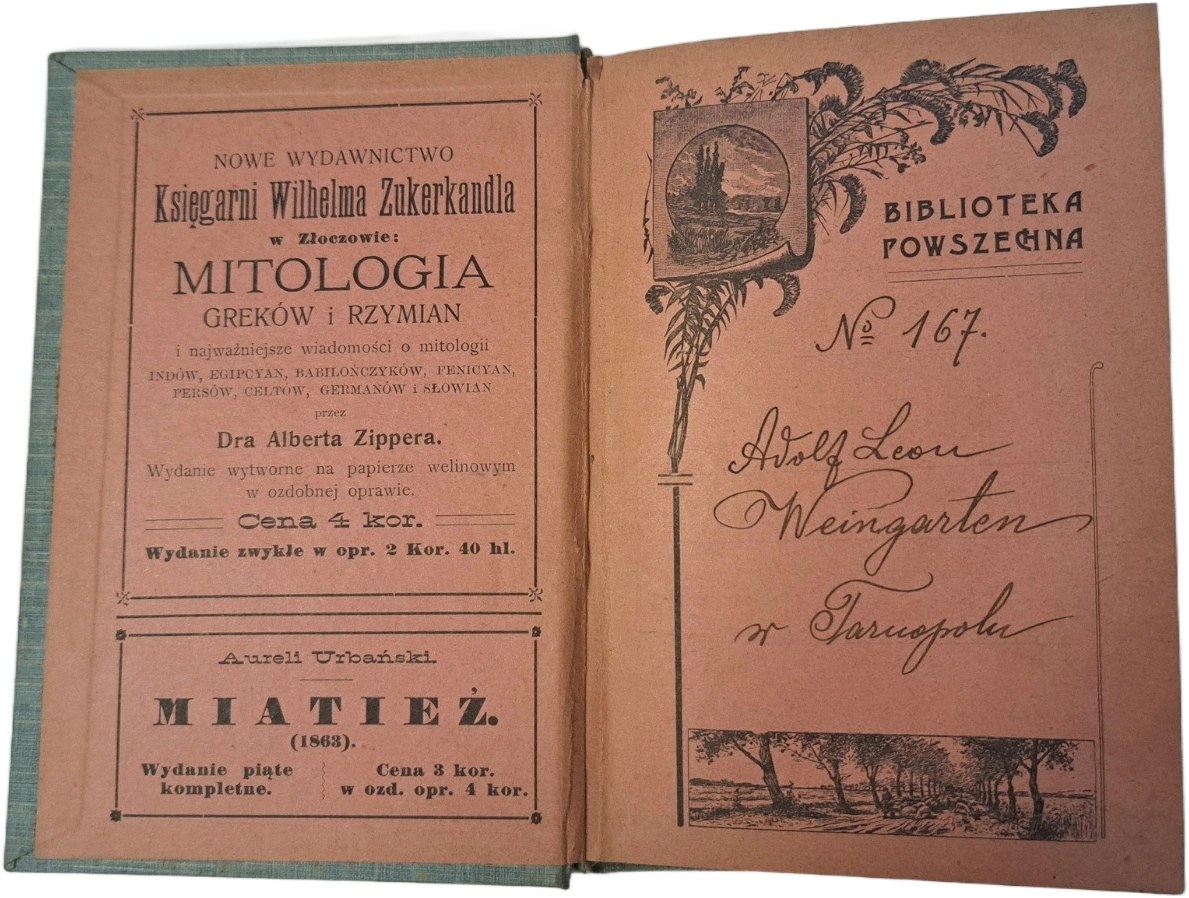 NOWE WYDAWNICTWO
Księgarni Wilhelma Zukerkandla
w Złoczowie:
MITOLOGIA
GREKÓW i RZYMIAN
i najważniejsze wiadomości o mitologii
INDÓW, EGIPCYAN, BABILOŃCZYKÓW, FENICYAN,
PERSÓW, CELTÓW, GERMANÓW i SŁOWIAN
przez
Dra Alberta Zippera.
Wydanie wytworne na papierze welinowym
w ozdobnej oprawie.
Cena 4 kor.
Wydanie zwykłe w opr. 2 Kor. 40 hl.
Aureli Urbański.
MIATIEŻ.
(1863).
Wydanie piąte
kompletne.
Cena 3 kor.
w ozd. opr. 4 kor.
BIBLIOTEKA
POWSZECHNA
No 167.
Adolf Leon
Weingarten
w Tarnopolu